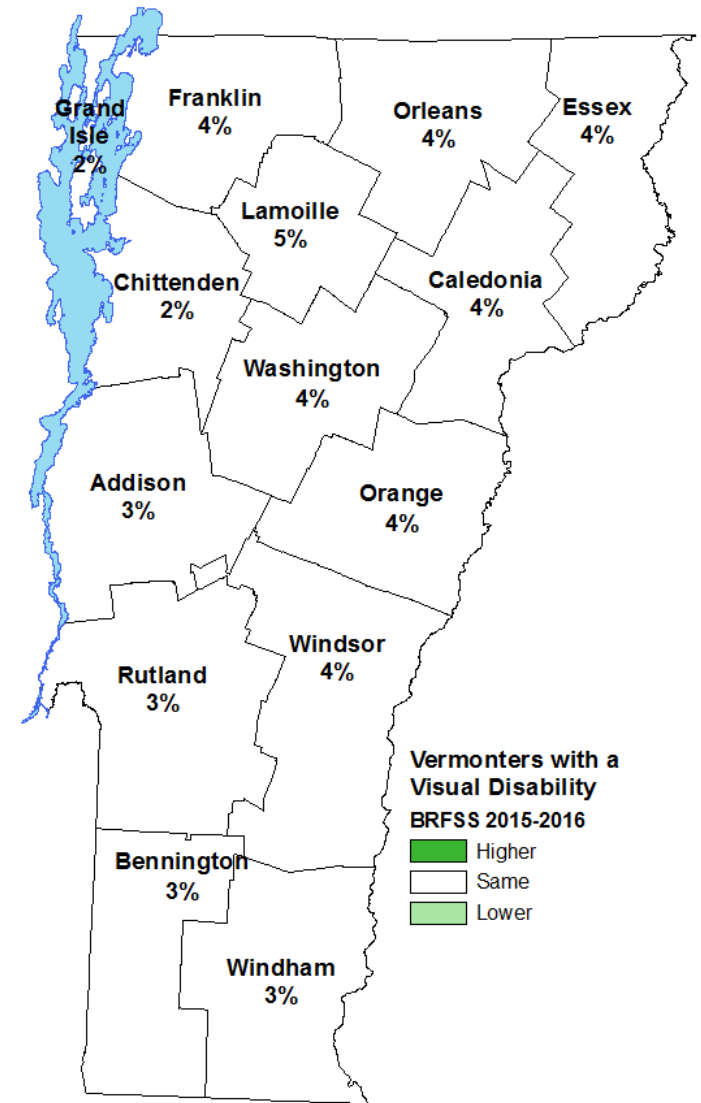 Grand
Isle
2%
Franklin
4%
Orleans
4%
Essex
4%
Lamoille
5%
Chittenden
2%
Caledonia
4%
Washington
4%
Addison
3%
Orange
4%
Rutland
3%
Windsor
4%
Bennington
3%
Windham
3%
Vermonters with a
Visual Disability
BRFSS 2015-2016
Higher
Same
Lower